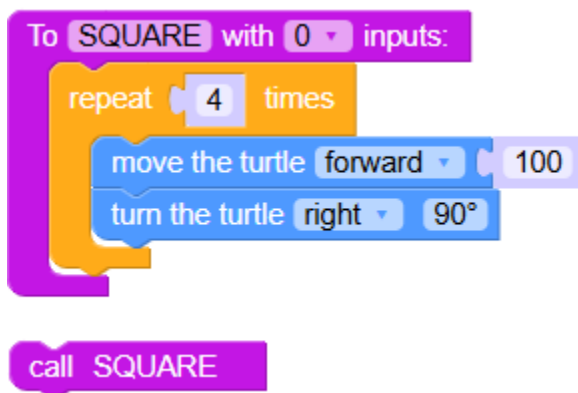 To SQUARE with 0 inputs:
repeat 4 times
move the turtle forward 100
turn the turtle right 90°
call SQUARE